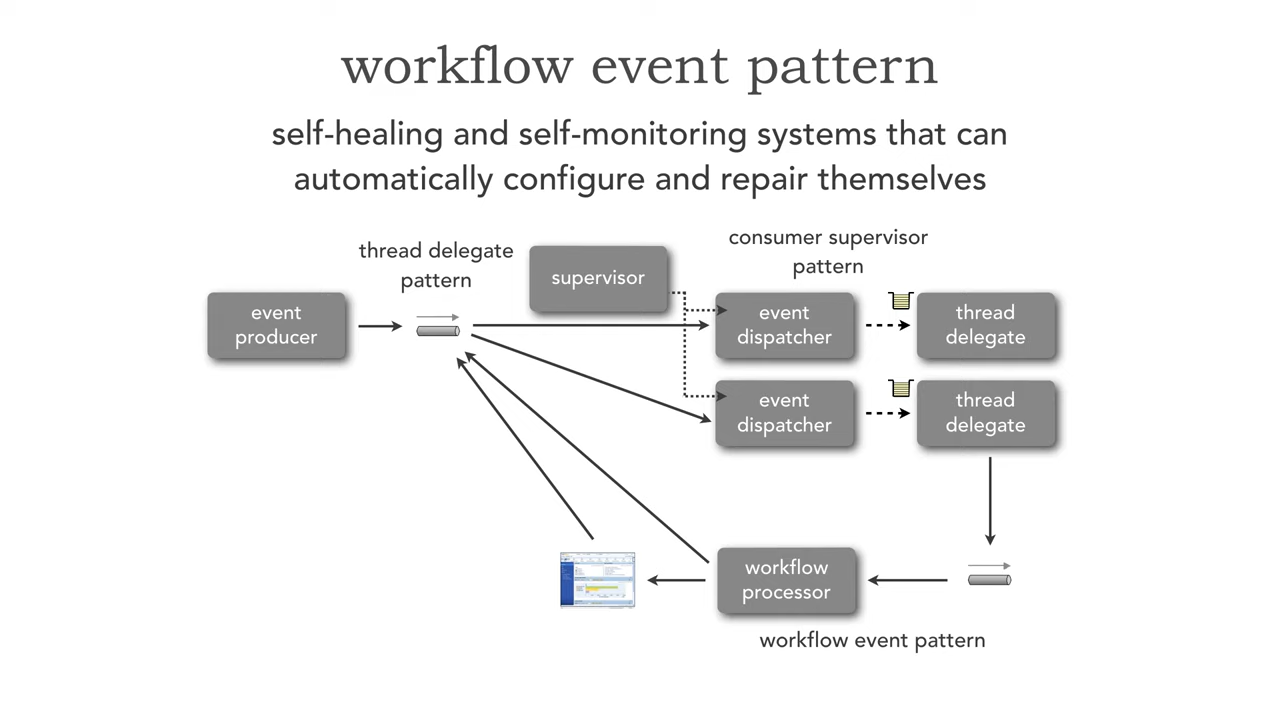 workflow event pattern
self-healing and self-monitoring systems that can
automatically configure and repair themselves
thread delegate
pattern
supervisor
consumer supervisor
pattern
event
producer
event
dispatcher
thread
delegate
event
dispatcher
thread
delegate
workflow
processor
workflow event pattern